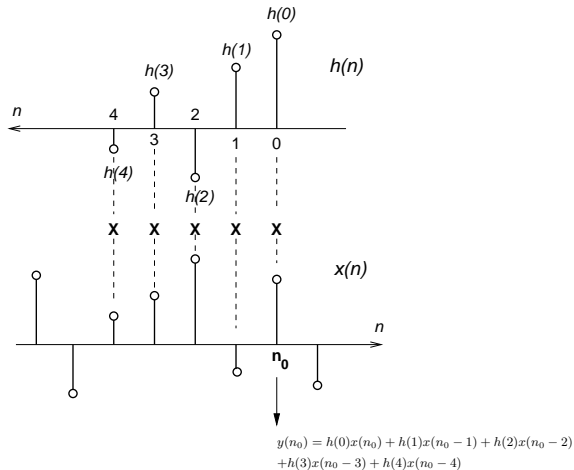 h(0)
h(1)
h(3)
h(n)
n
4
2
3
1
0
h(4)
h(2)
X X X X X
x(n)
n
n₀
y(n₀) = h(0)x(n₀) + h(1)x(n₀ − 1) + h(2)x(n₀ − 2)
+h(3)x(n₀ − 3) + h(4)x(n₀ − 4)